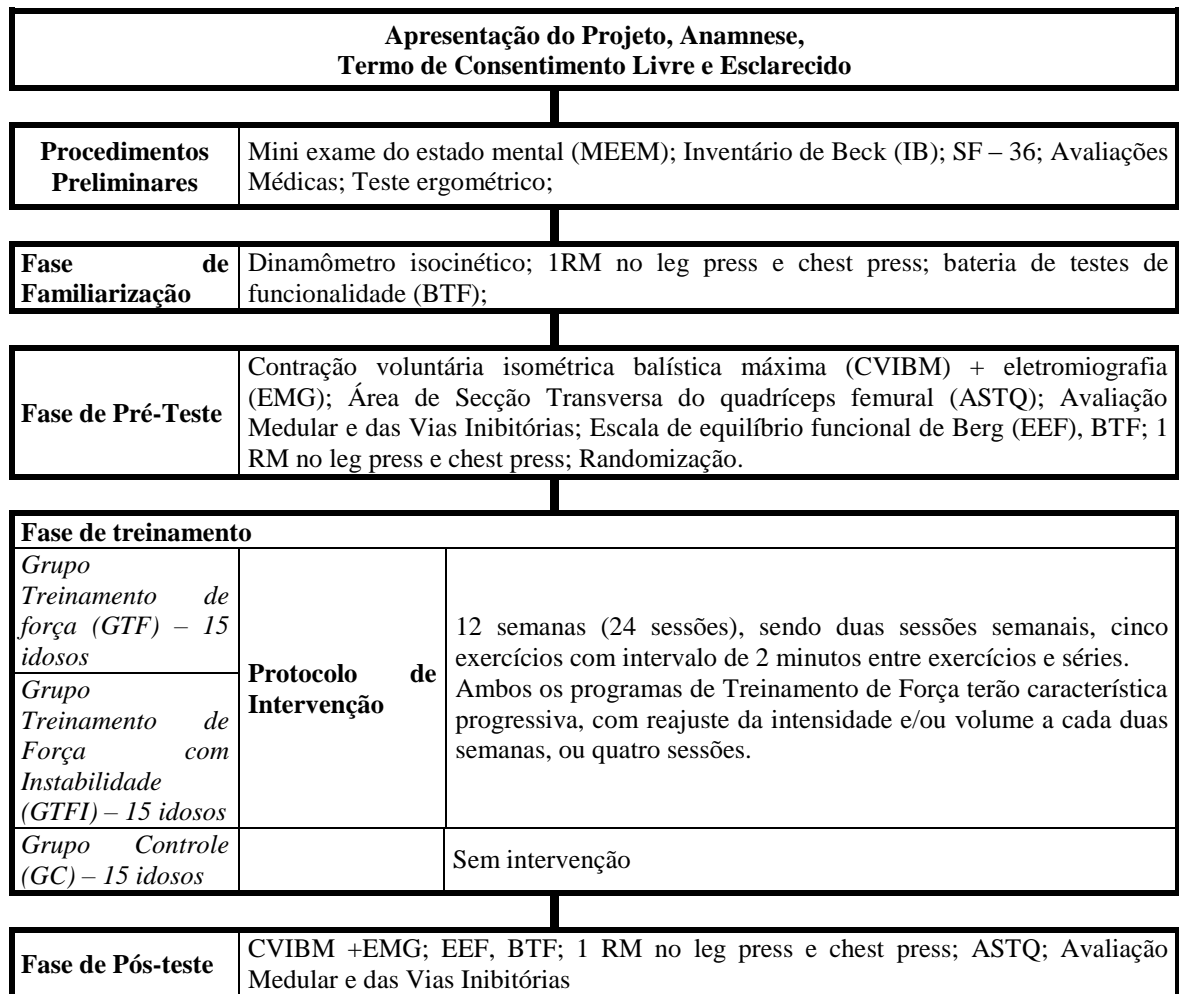 Apresentação do Projeto, Anamnese,
Termo de Consentimento Livre e Esclarecido
Procedimentos
Preliminares
Mini exame do estado mental (MEEM); Inventário de Beck (IB); SF – 36; Avaliações
Médicas; Teste ergométrico;
Fase de
Familiarização
Dinamômetro isocinético; 1RM no leg press e chest press; bateria de testes de
funcionalidade (BTF);
Fase de Pré-Teste
Contração voluntária isométrica balística máxima (CVIBM) + eletromiografia
(EMG); Área de Secção Transversa do quadríceps femural (ASTQ); Avaliação
Medular e das Vias Inibitórias; Escala de equilíbrio funcional de Berg (EEF), BTF; 1
RM no leg press e chest press; Randomização.
Fase de treinamento
Grupo
Treinamento de
força (GTF) – 15
idosos
Grupo
Treinamento de
Força com
Instabilidade
(GTFI) – 15 idosos
Protocolo de
Intervenção
12 semanas (24 sessões), sendo duas sessões semanais, cinco
exercícios com intervalo de 2 minutos entre exercícios e séries.
Ambos os programas de Treinamento de Força terão característica
progressiva, com reajuste da intensidade e/ou volume a cada duas
semanas, ou quatro sessões.
Grupo Controle
(GC) – 15 idosos
Sem intervenção
Fase de Pós-teste
CVIBM +EMG; EEF, BTF; 1 RM no leg press e chest press; ASTQ; Avaliação
Medular e das Vias Inibitórias